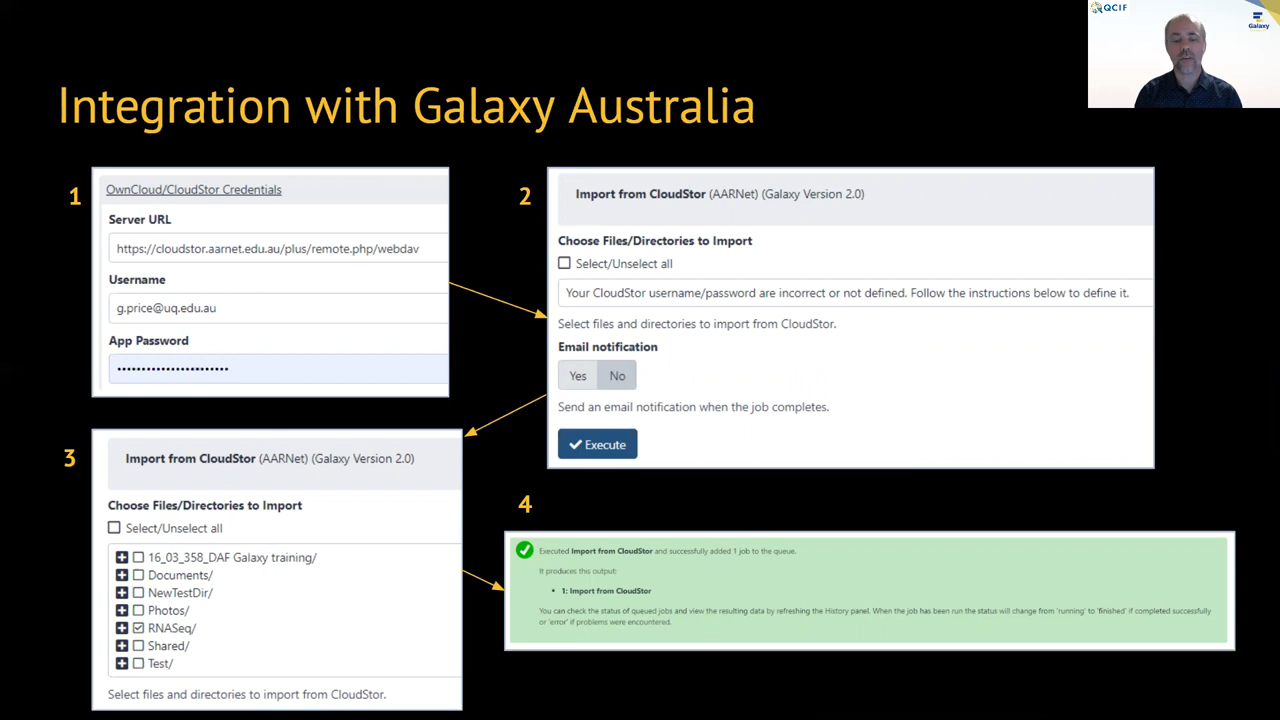 QCIF
Galaxy
Integration with Galaxy Australia
1
OwnCloud/CloudStor Credentials
Server URL
https://cloudstor.aarnet.edu.au/plus/remote.php/webdav
Username
g.price@uq.edu.au
App Password
•••••••••••••••••••••••
2
Import from CloudStor (AARNet) (Galaxy Version 2.0)
Choose Files/Directories to Import
Select/Unselect all
Your CloudStor username/password are incorrect or not defined. Follow the instructions below to define it.
Select files and directories to import from CloudStor.
Email notification
Yes No
Send an email notification when the job completes.
Execute
3
Import from CloudStor (AARNet) (Galaxy Version 2.0)
Choose Files/Directories to Import
Select/Unselect all
16_03_358_DAF Galaxy training/
Documents/
NewTestDir/
Photos/
RNASeq/
Shared/
Test/
Select files and directories to import from CloudStor.
4
Executed Import from CloudStor and successfully added 1 job to the queue.
It produces this output:
• 1: Import from CloudStor
You can check the status of queued jobs and view the resulting data by refreshing the History panel. When the job has been run the status will change from 'running' to 'finished' if completed successfully
or 'error' if problems were encountered.